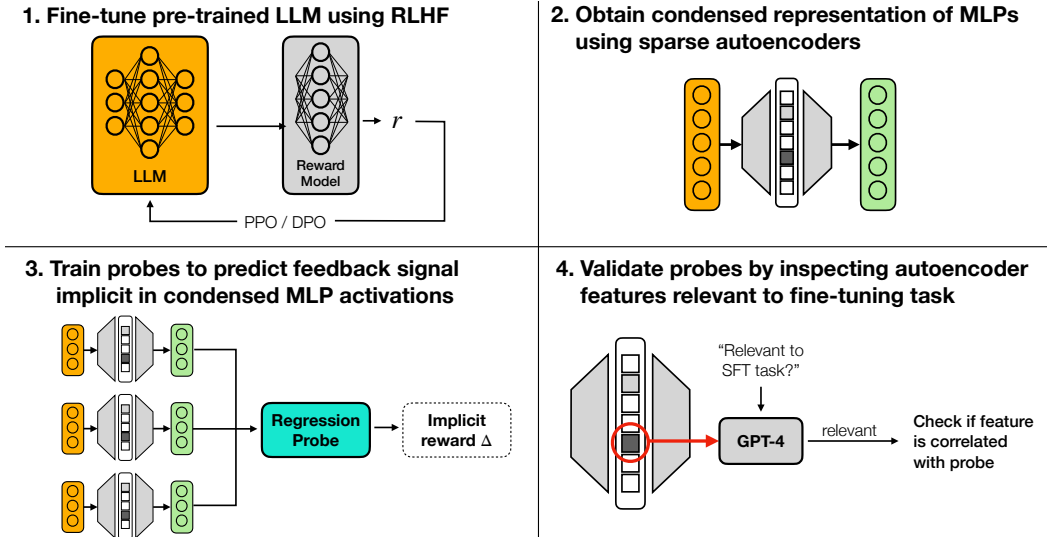 1. Fine-tune pre-trained LLM using RLHF
LLM
Reward
Model
r
PPO / DPO
2. Obtain condensed representation of MLPs
using sparse autoencoders
3. Train probes to predict feedback signal
implicit in condensed MLP activations
Regression
Probe
Implicit
reward Δ
4. Validate probes by inspecting autoencoder
features relevant to fine-tuning task
“Relevant to
SFT task?”
GPT-4
relevant
Check if feature
is correlated
with probe